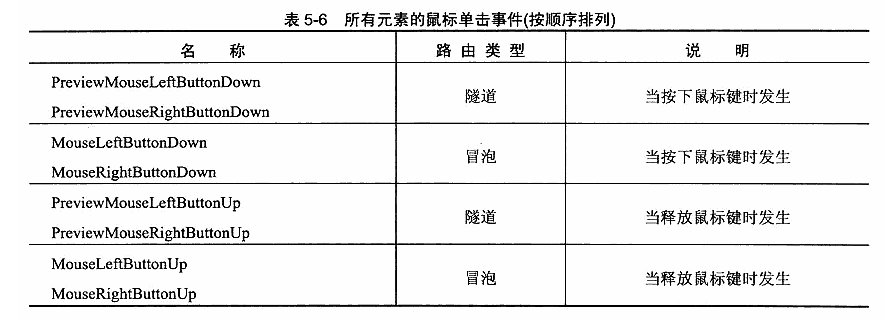 表 5-6 所有元素的鼠标单击事件(按顺序排列)
名 称 路 由 类 型 说 明
PreviewMouseLeftButtonDown
PreviewMouseRightButtonDown
隧道 当按下鼠标键时发生
MouseLeftButtonDown
MouseRightButtonDown
冒泡 当按下鼠标键时发生
PreviewMouseLeftButtonUp
PreviewMouseRightButtonUp
隧道 当释放鼠标键时发生
MouseLeftButtonUp
MouseRightButtonUp
冒泡 当释放鼠标键时发生